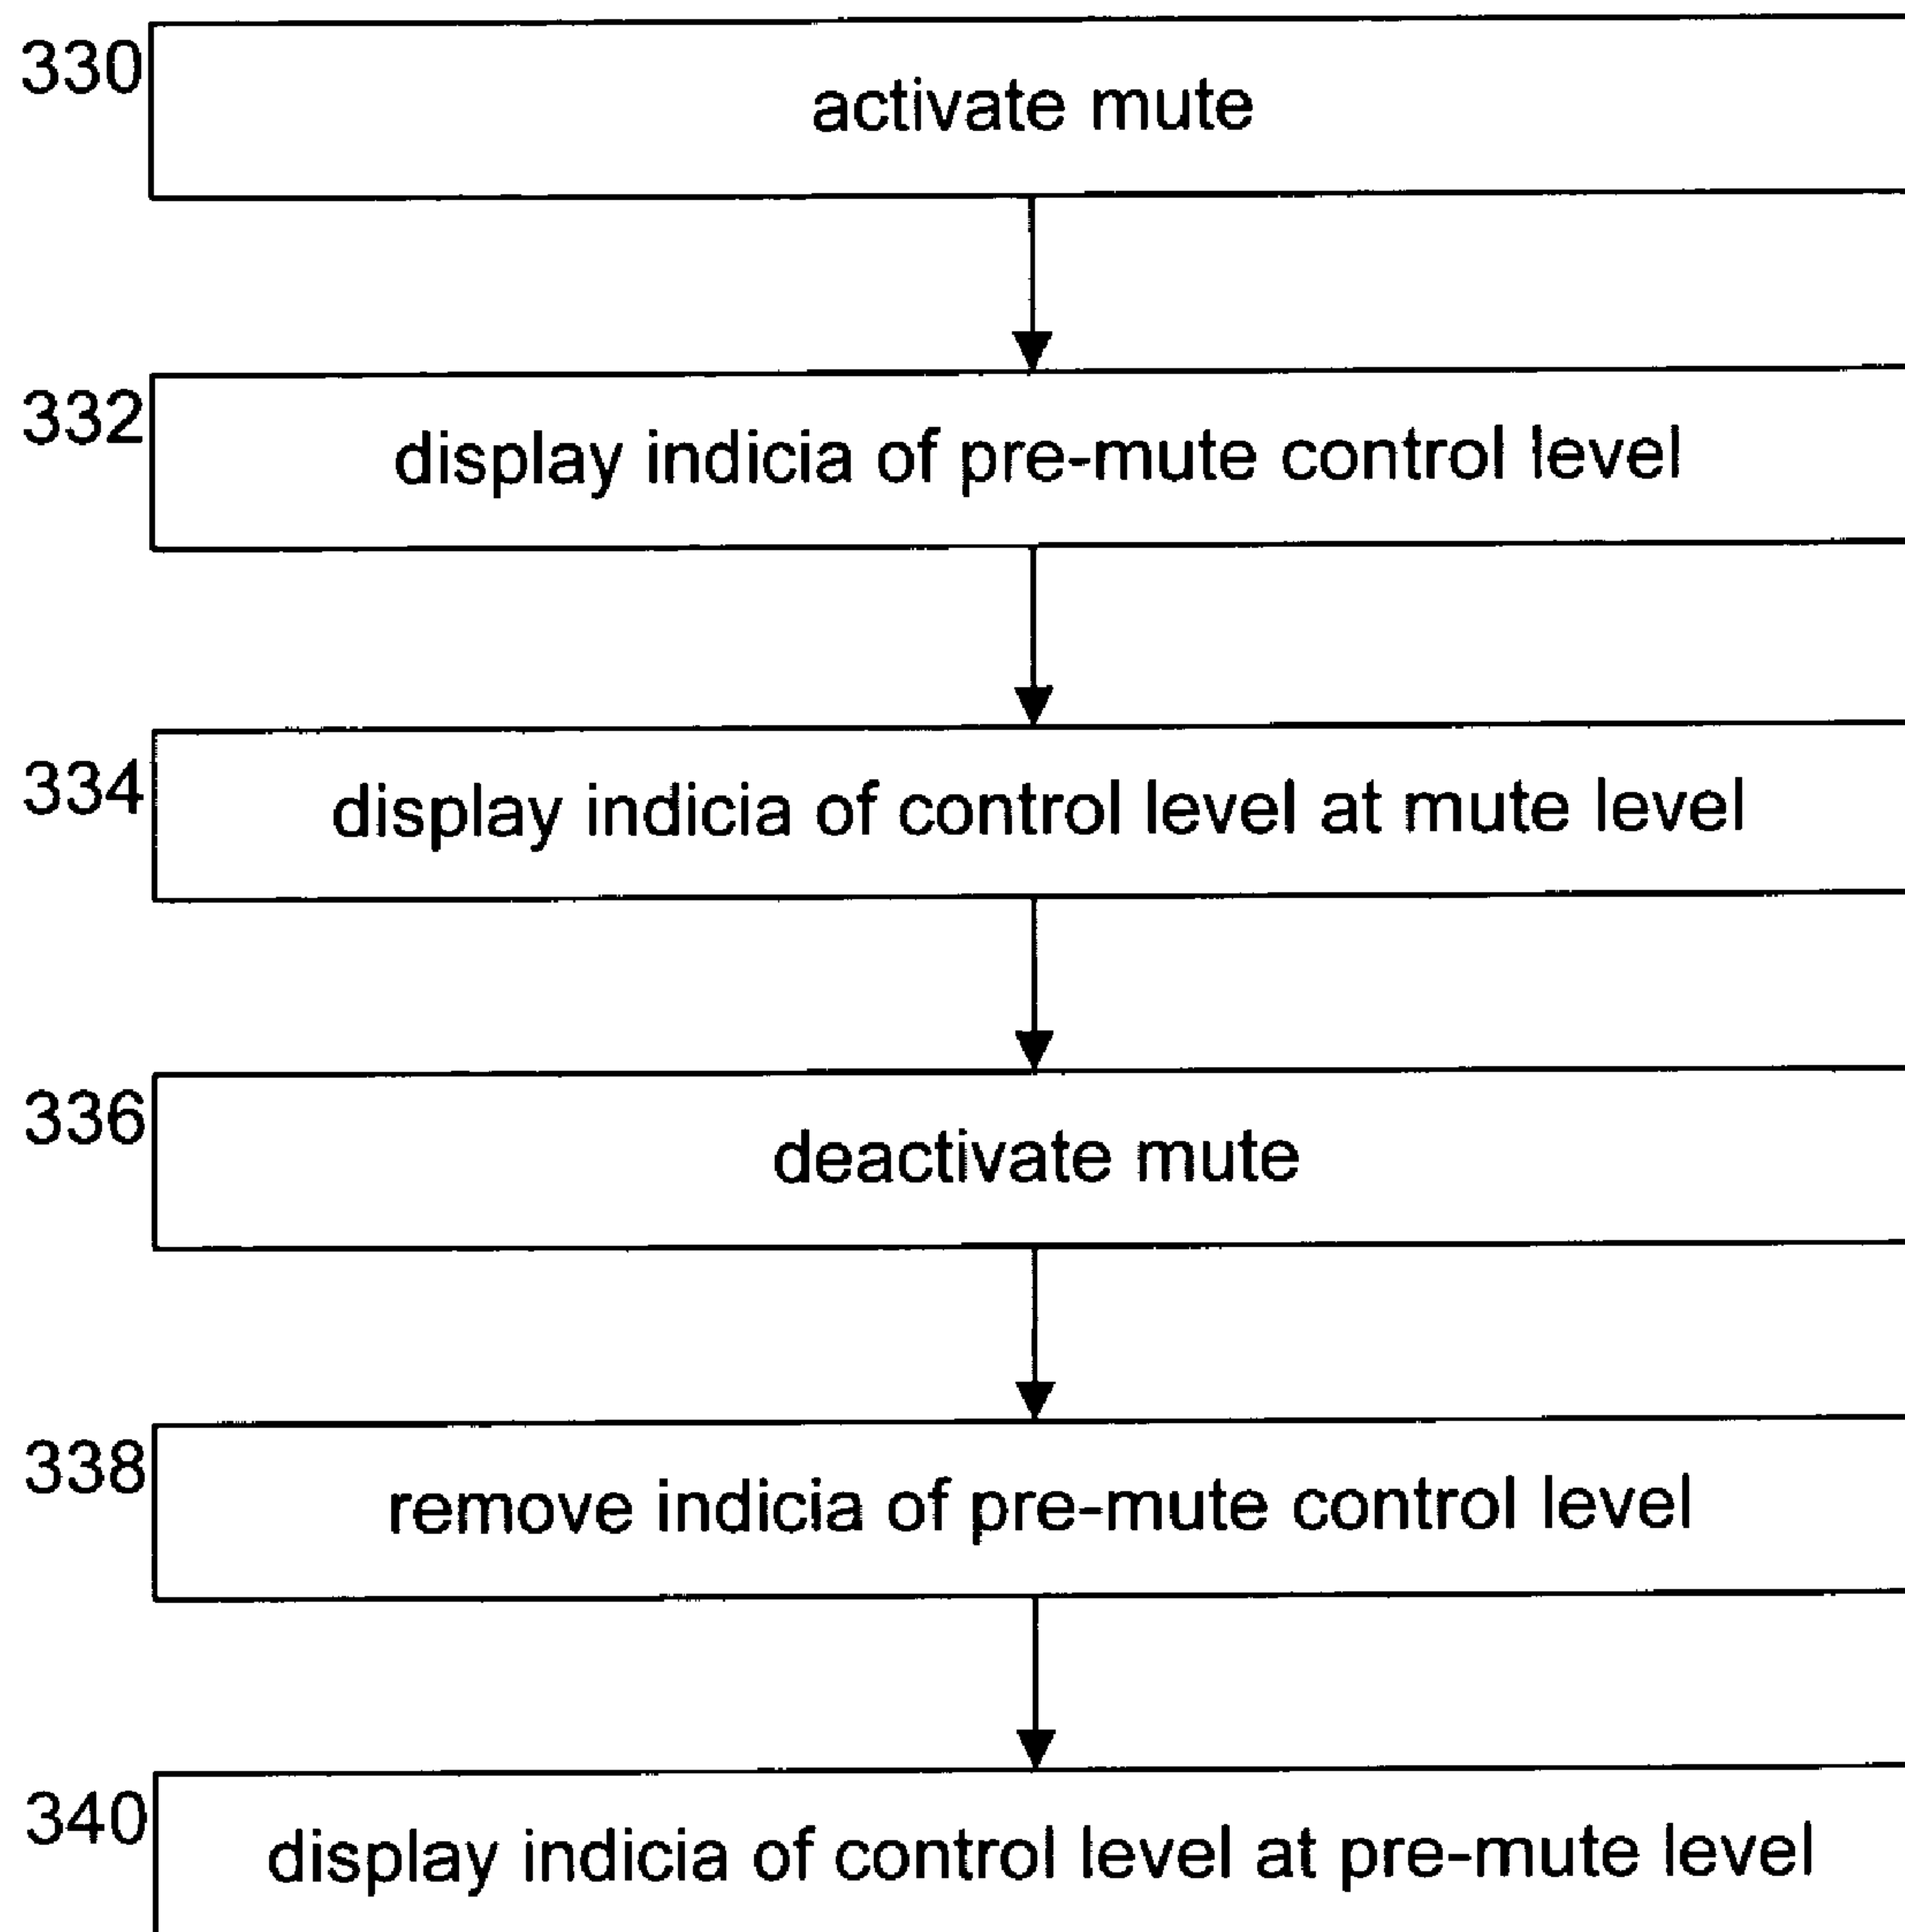 330
activate mute
332
display indicia of pre-mute control level
334
display indicia of control level at mute level
336
deactivate mute
338
remove indicia of pre-mute control level
340
display indicia of control level at pre-mute level